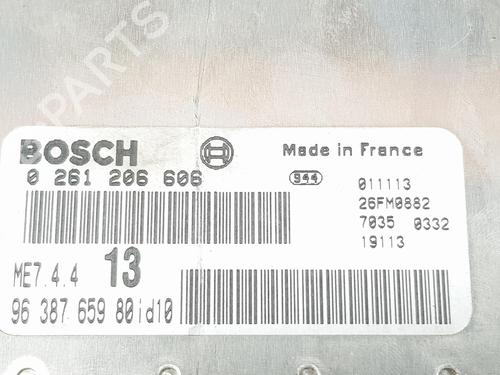 PARTS
BOSCH
Made in France
0 261 206 606
944
011113
26FM0882
7035 0332
19113
ME7.4.4 13
96 387 659 80id10